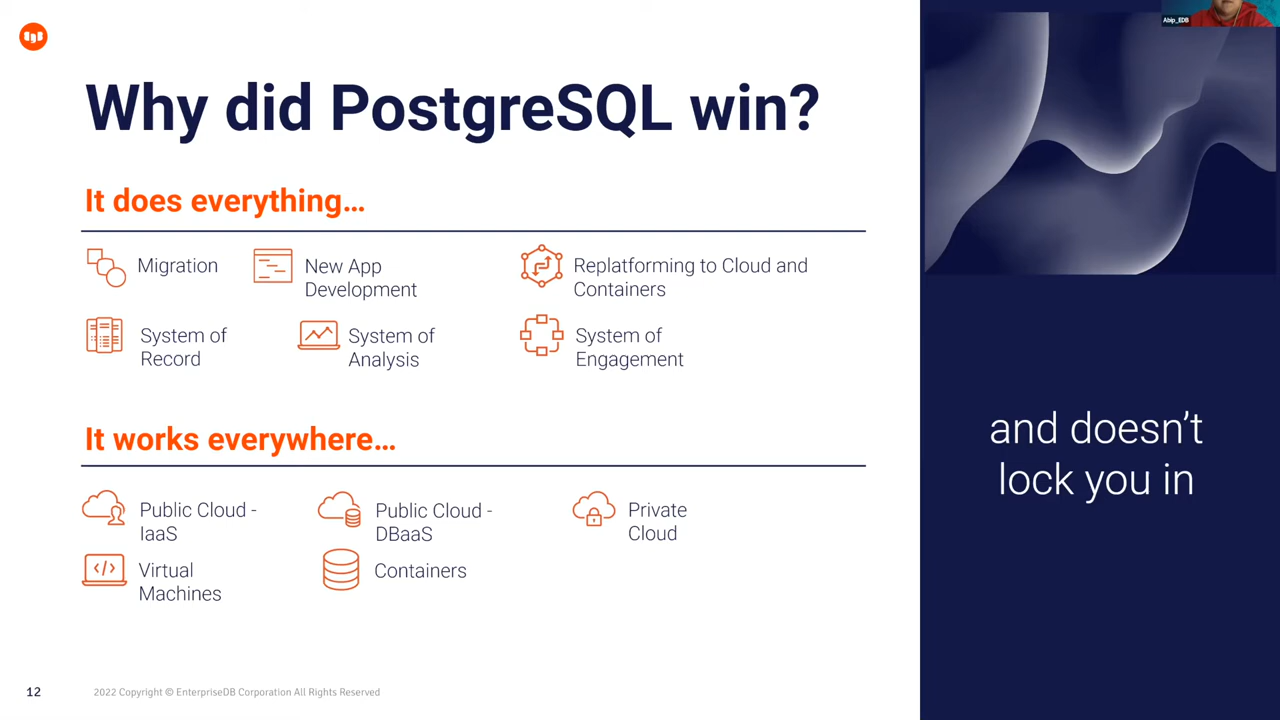 Why did PostgreSQL win?
It does everything…
Migration
New App
Development
Replatforming to Cloud and
Containers
System of
Record
System of
Analysis
System of
Engagement
It works everywhere…
Public Cloud -
IaaS
Public Cloud -
DBaaS
Private
Cloud
Virtual
Machines
Containers
12
2022 Copyright © EnterpriseDB Corporation All Rights Reserved
Abip_EDB
and doesn’t
lock you in